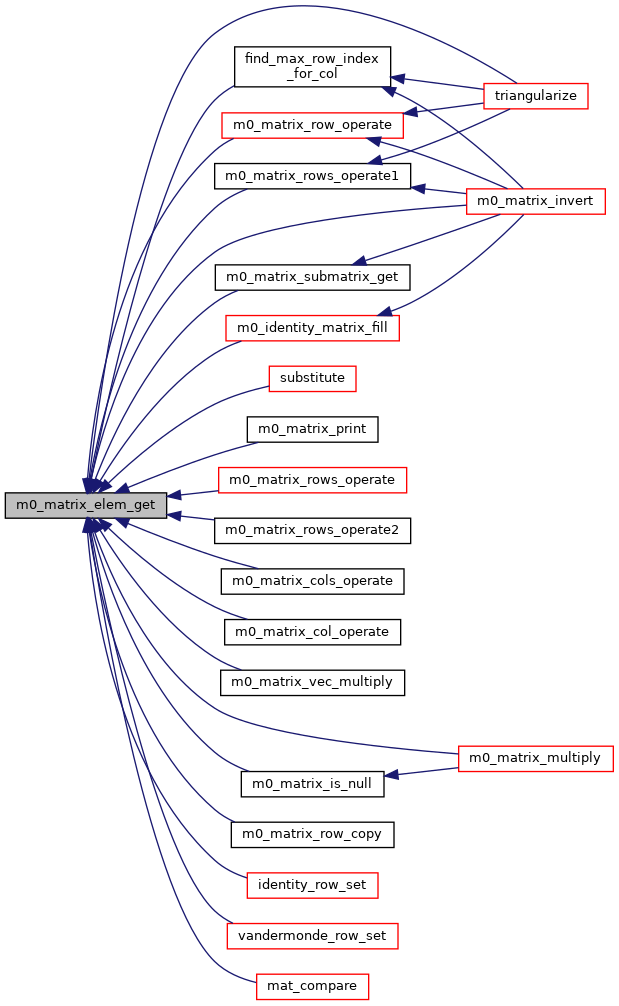 find_max_row_index
_for_col
triangularize
m0_matrix_row_operate
m0_matrix_rows_operate1
m0_matrix_invert
m0_matrix_submatrix_get
m0_identity_matrix_fill
substitute
m0_matrix_print
m0_matrix_rows_operate
m0_matrix_elem_get
m0_matrix_rows_operate2
m0_matrix_cols_operate
m0_matrix_col_operate
m0_matrix_vec_multiply
m0_matrix_multiply
m0_matrix_is_null
m0_matrix_row_copy
identity_row_set
vandermonde_row_set
mat_compare